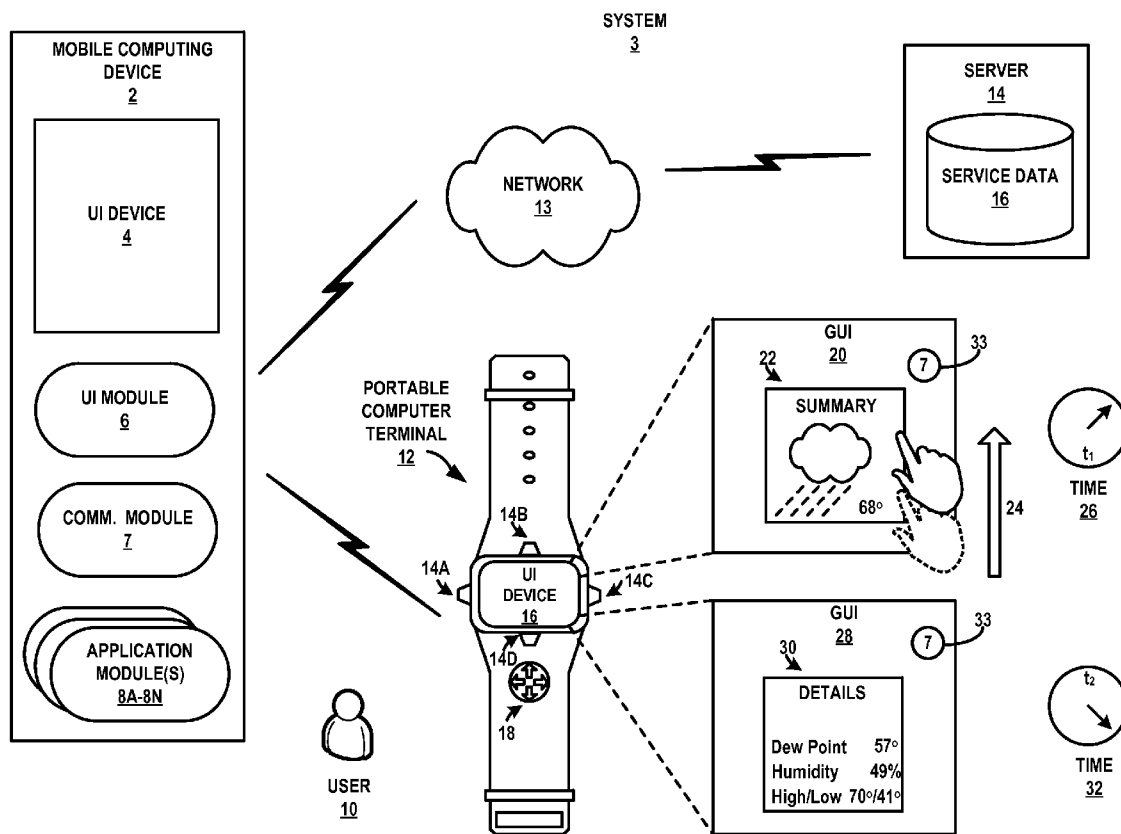 SYSTEM
3
MOBILE COMPUTING
DEVICE
2
UI DEVICE
4
UI MODULE
6
COMM. MODULE
7
APPLICATION
MODULE(S)
8A-8N
NETWORK
13
SERVER
14
SERVICE DATA
16
PORTABLE
COMPUTER
TERMINAL
12
14B
14A
14C
UI
DEVICE
16
14D
18
USER
10
GUI
20
33
7
22
SUMMARY
68°
24
t1
TIME
26
GUI
28
33
7
30
DETAILS
Dew Point 57°
Humidity 49%
High/Low 70°/41°
t2
TIME
32